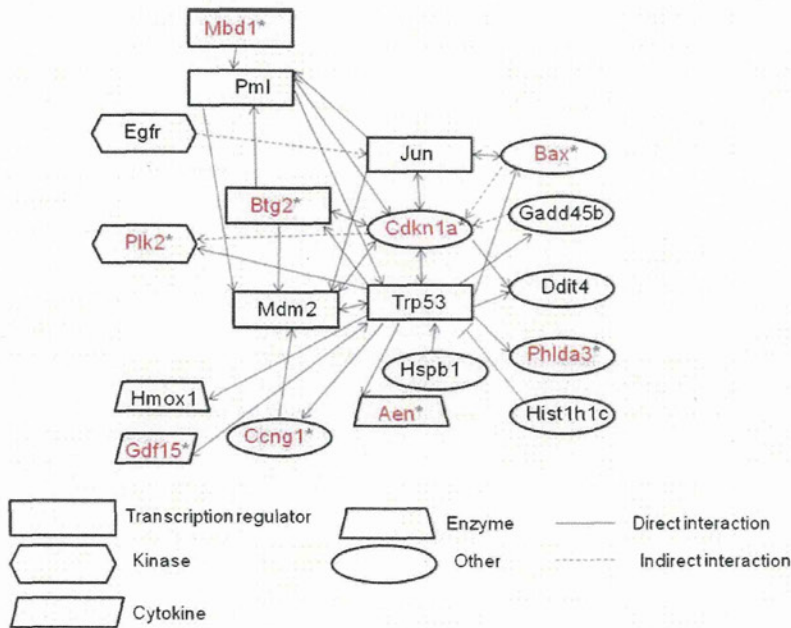 Mbd1*
Pml
Egfr
Jun
Bax*
Btg2*
Cdkn1a*
Gadd45b
Plk2*
Mdm2
Trp53
Ddit4
Hspb1
Phlda3*
Hmox1
Aen*
Hist1h1c
Gdf15*
Ccng1*
Transcription regulator
Enzyme
Direct interaction
Kinase
Other
Indirect interaction
Cytokine